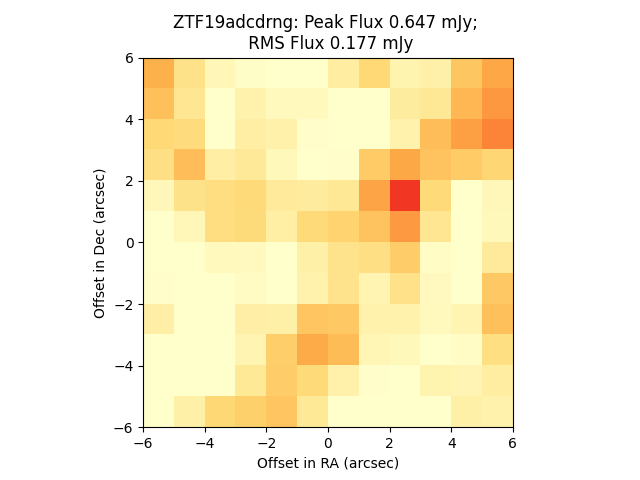 ZTF19adcdrng: Peak Flux 0.647 mJy;
RMS Flux 0.177 mJy
6
4
2
0
−2
−4
−6
Offset in Dec (arcsec)
−6 −4 −2 0 2 4 6
Offset in RA (arcsec)